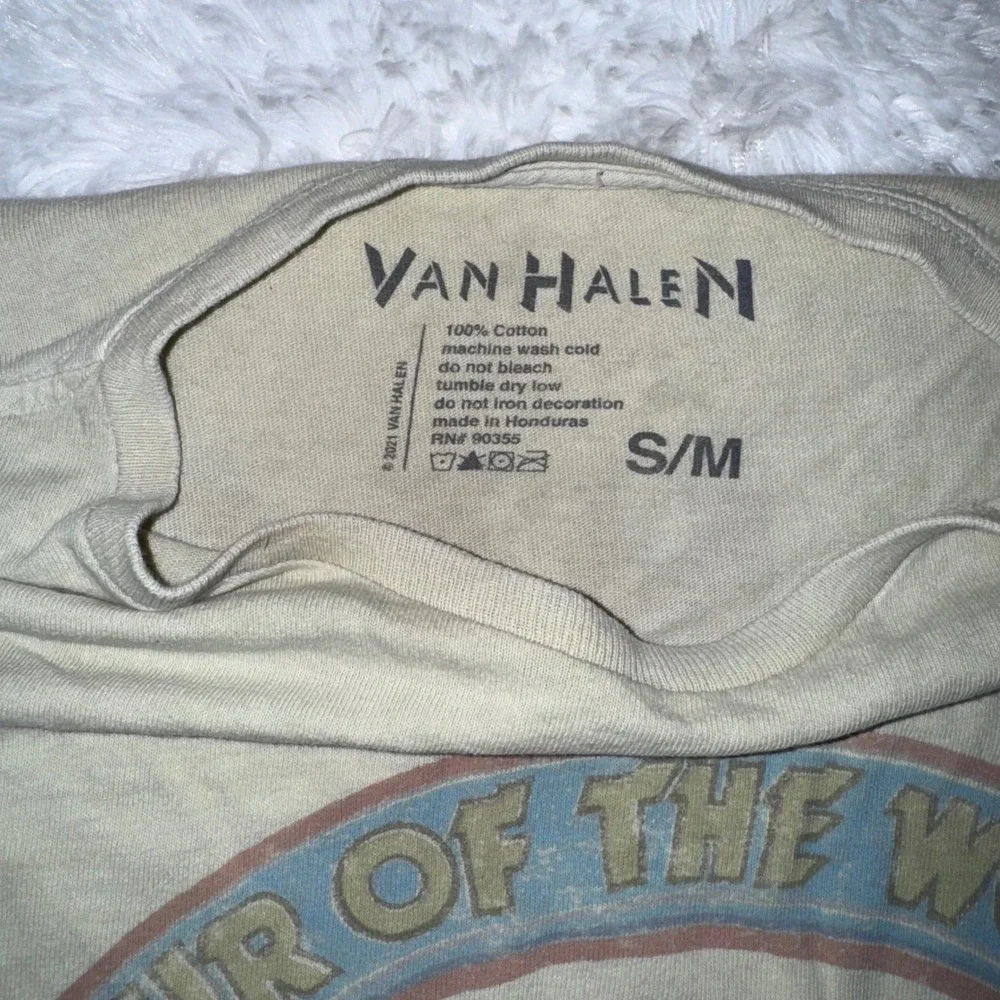 VAN HALEN
100% Cotton
machine wash cold
do not bleach
tumble dry low
do not iron decoration
made in Honduras
RN# 90355
© 2021 VAN HALEN
S/M
UR OF THE W